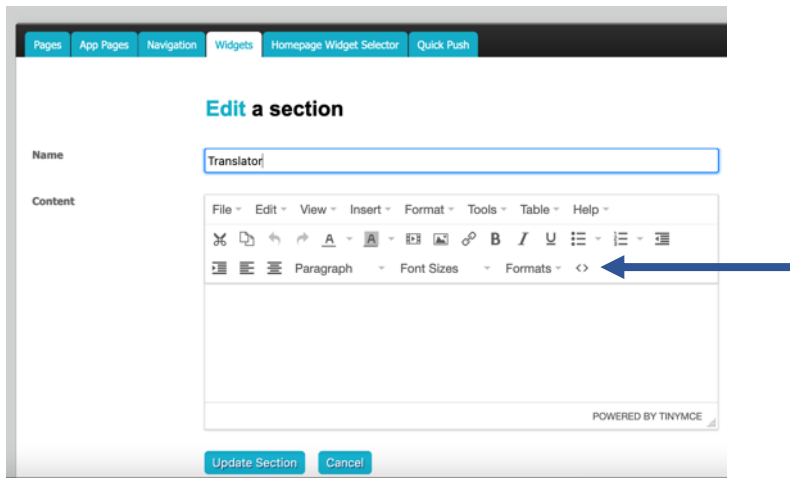 Pages App Pages Navigation Widgets Homepage Widget Selector Quick Push
Edit a section
Name
Translator
Content
File Edit View Insert Format Tools Table Help
A A B I U
Paragraph Font Sizes Formats <>
POWERED BY TINYMCE
Update Section Cancel